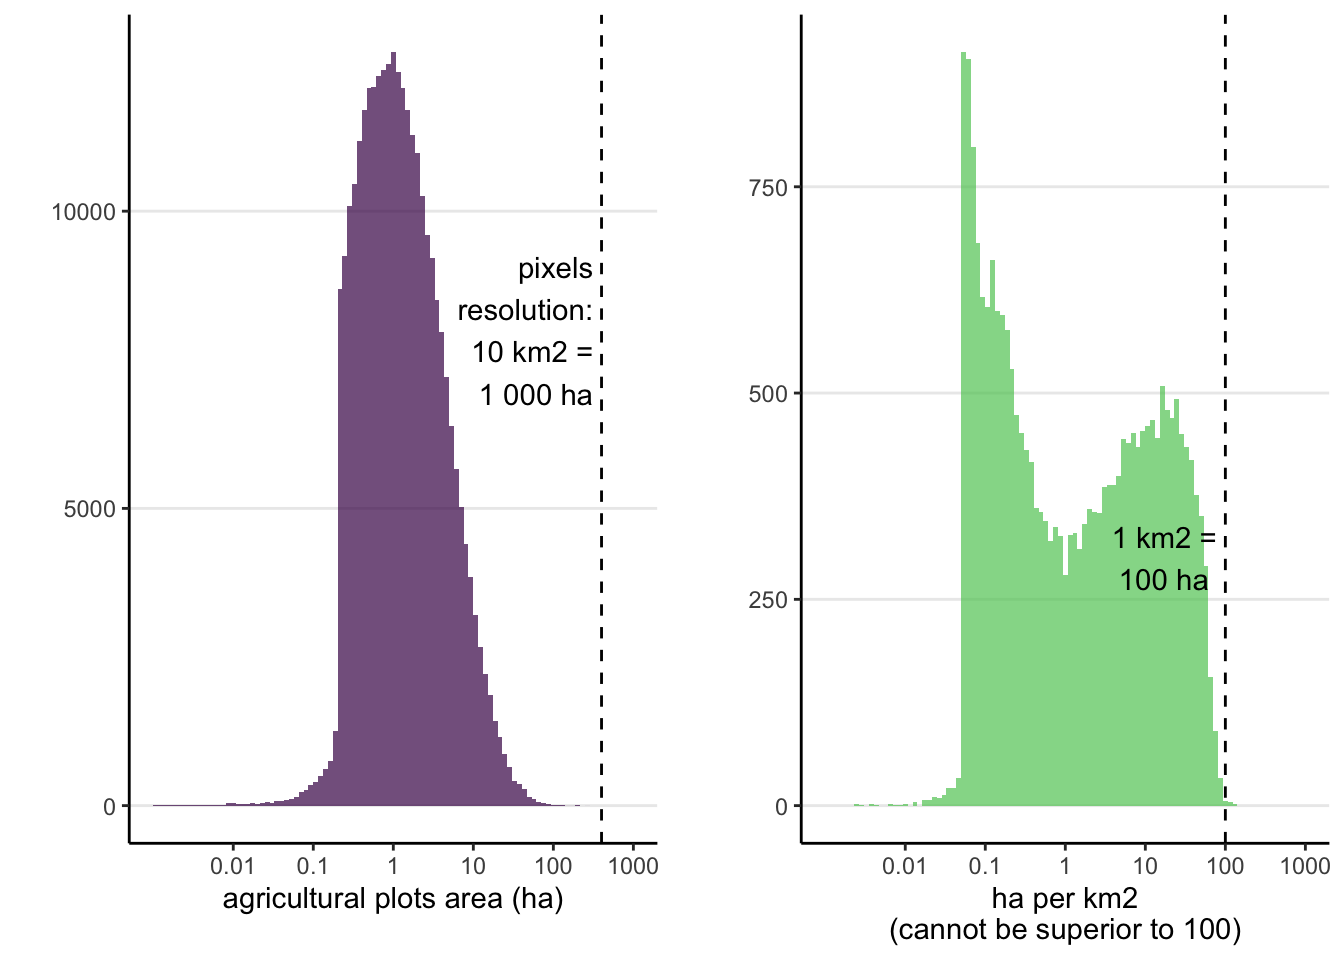 10000
5000
0
pixels
resolution:
10 km2 =
1 000 ha
0.01 0.1 1 10 100 1000
agricultural plots area (ha)
750
500
250
0
1 km2 =
100 ha
0.01 0.1 1 10 100 1000
ha per km2
(cannot be superior to 100)